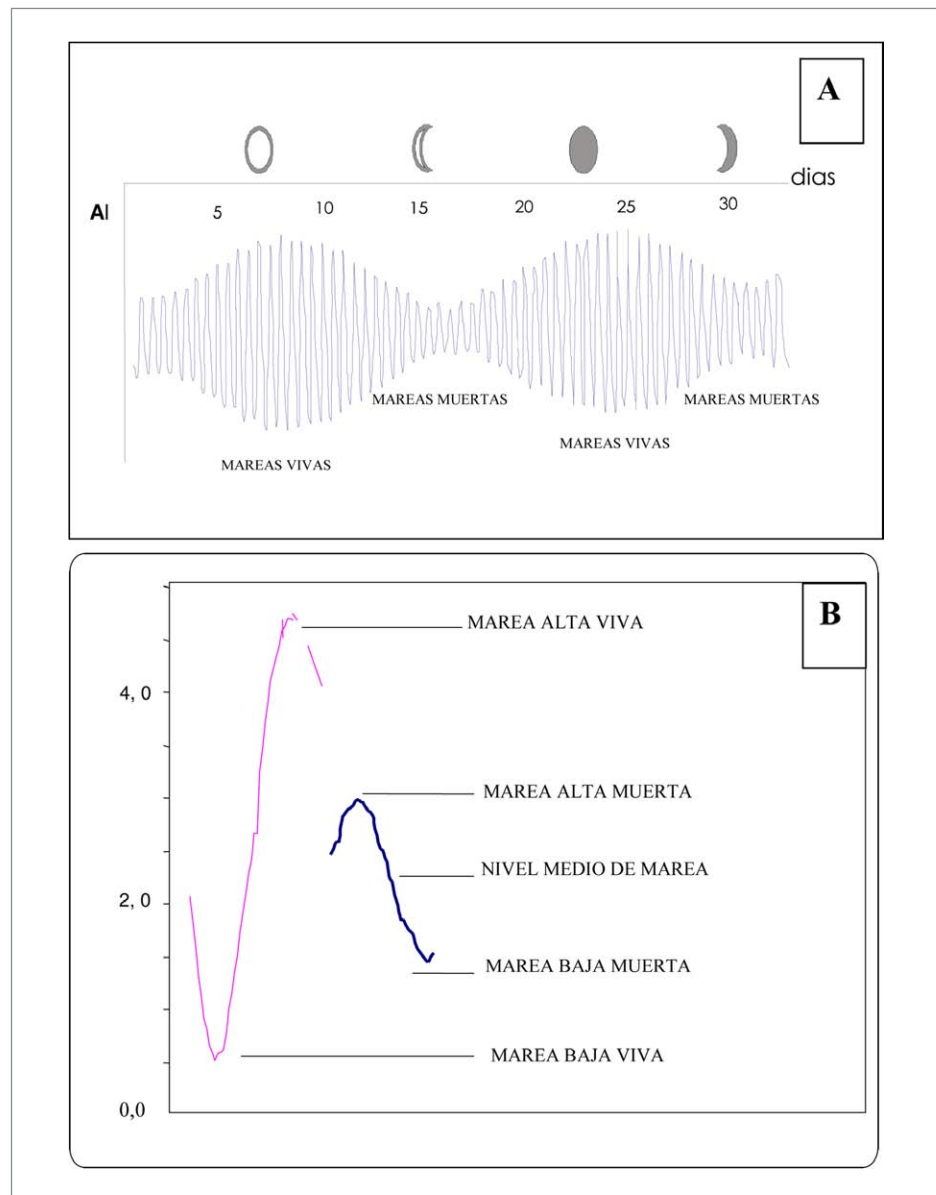 A
dias
Al 5 10 15 20 25 30
MAREAS MUERTAS MAREAS MUERTAS
MAREAS VIVAS
MAREAS VIVAS
B
MAREA ALTA VIVA
4, 0
MAREA ALTA MUERTA
NIVEL MEDIO DE MAREA
2, 0
MAREA BAJA MUERTA
MAREA BAJA VIVA
0,0